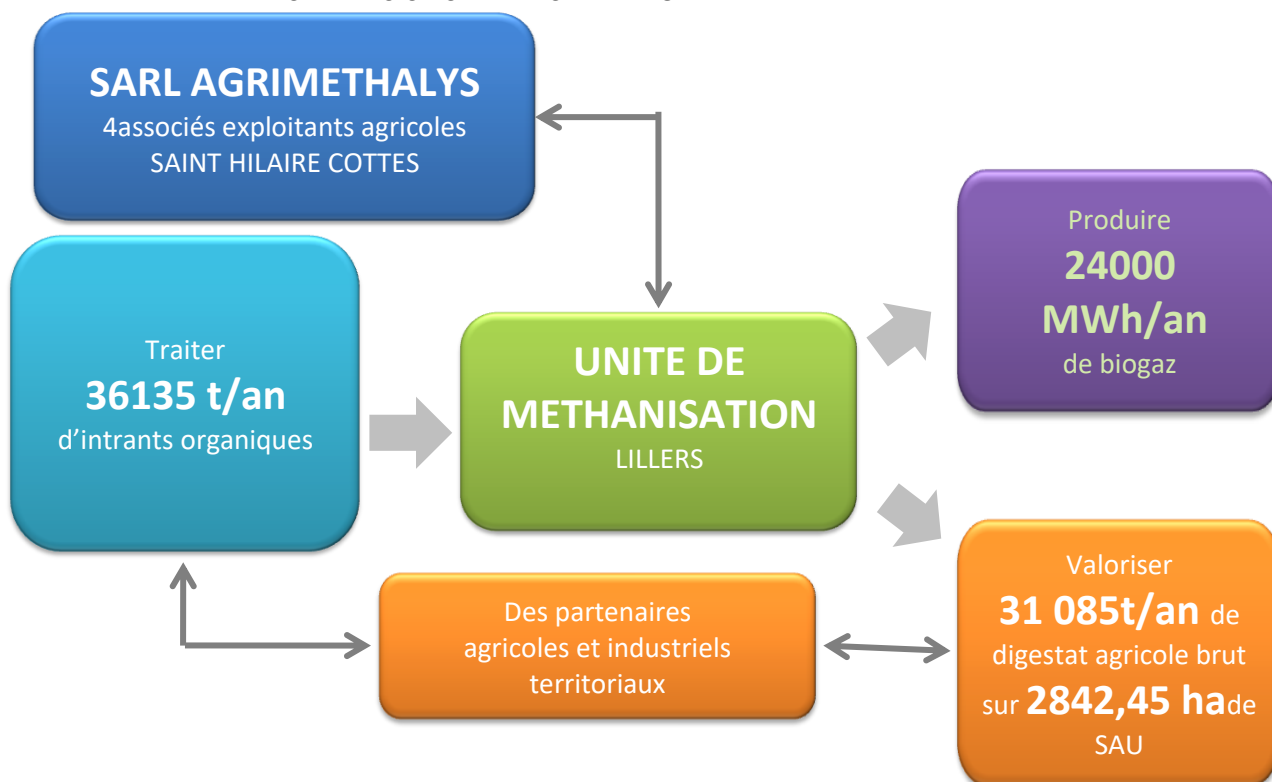 SARL AGRIMETHALYS
4associés exploitants agricoles
SAINT HILAIRE COTTES
Traiter
36135 t/an
d’intrants organiques
UNITE DE
METHANISATION
LILLERS
Produire
24000
MWh/an
de biogaz
Des partenaires
agricoles et industriels
territoriaux
Valoriser
31 085t/an de
digestat agricole brut
sur 2842,45 hade
SAU